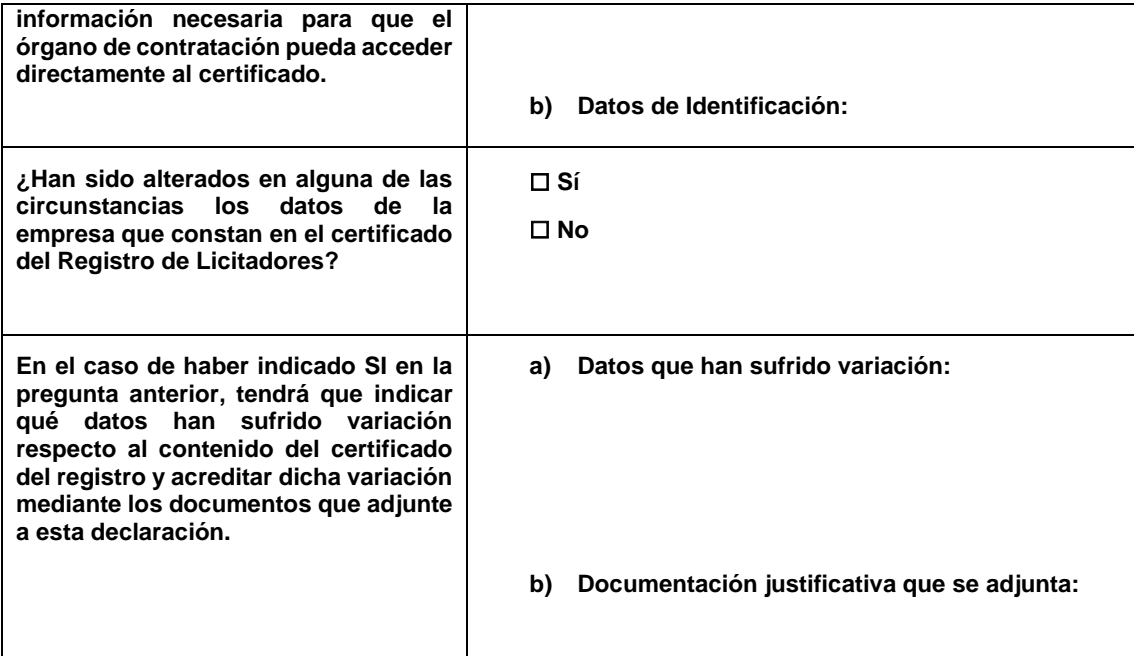 información necesaria para que el
órgano de contratación pueda acceder
directamente al certificado.
b) Datos de Identificación:
¿Han sido alterados en alguna de las
circunstancias los datos de la
empresa que constan en el certificado
del Registro de Licitadores?
☐ Sí
☐ No
En el caso de haber indicado SI en la
pregunta anterior, tendrá que indicar
qué datos han sufrido variación
respecto al contenido del certificado
del registro y acreditar dicha variación
mediante los documentos que adjunte
a esta declaración.
a) Datos que han sufrido variación:
b) Documentación justificativa que se adjunta: